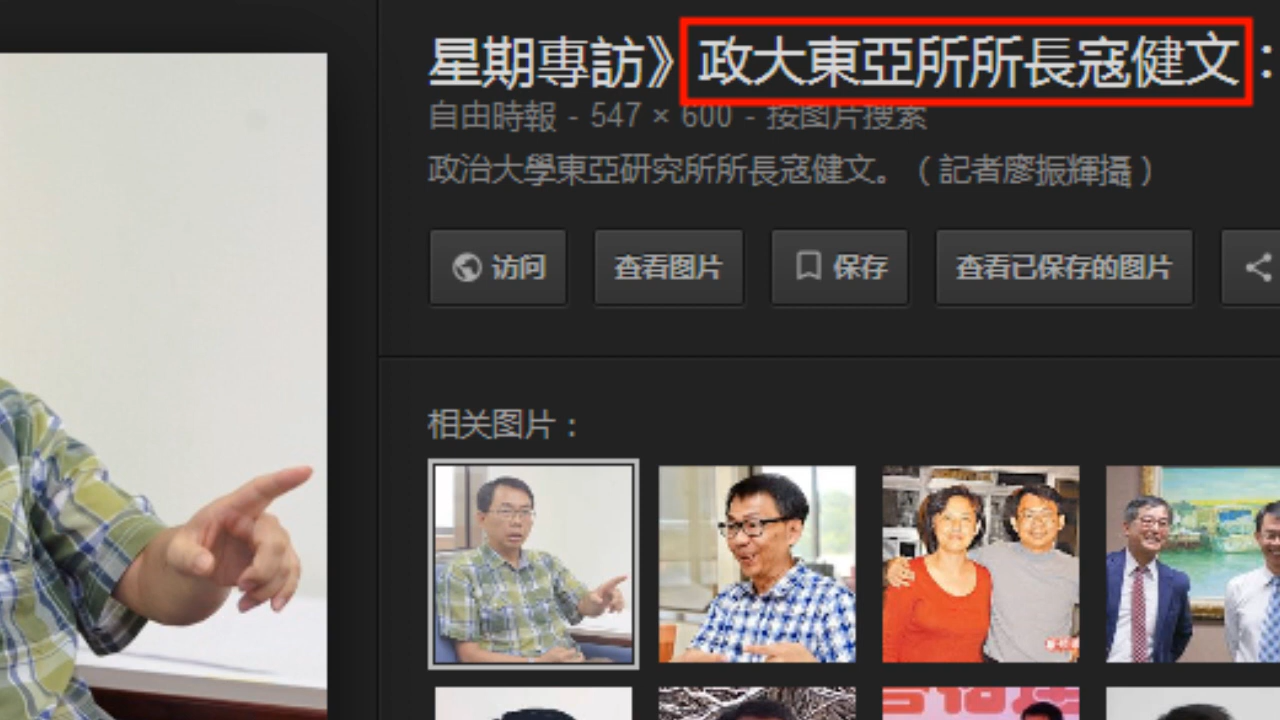 星期專訪》政大東亞所所長寇健文：
自由時報 - 547 × 600 - 按图片搜索
政治大學東亞研究所所長寇健文。（記者廖振輝攝）
访问 查看图片 保存 查看已保存的图片
相关图片：